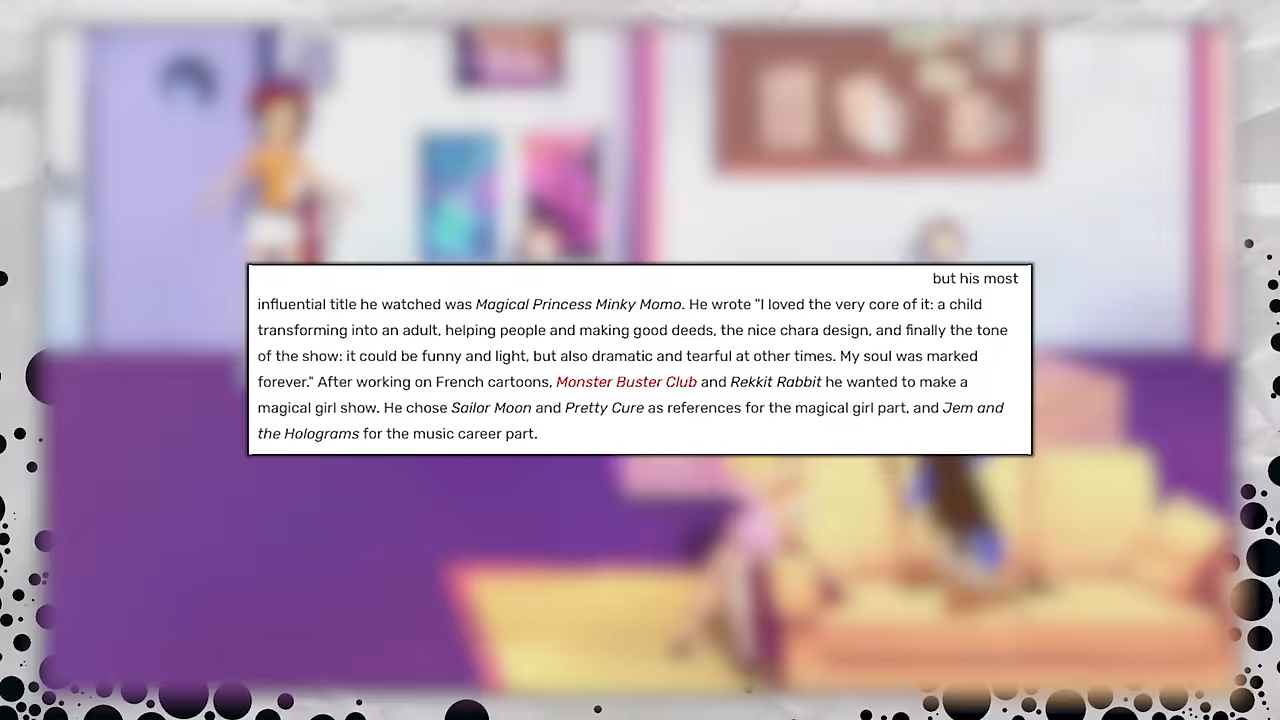 but his most
influential title he watched was Magical Princess Minky Momo. He wrote "I loved the very core of it: a child
transforming into an adult, helping people and making good deeds, the nice chara design, and finally the tone
of the show: it could be funny and light, but also dramatic and tearful at other times. My soul was marked
forever." After working on French cartoons, Monster Buster Club and Rekkit Rabbit he wanted to make a
magical girl show. He chose Sailor Moon and Pretty Cure as references for the magical girl part, and Jem and
the Holograms for the music career part.